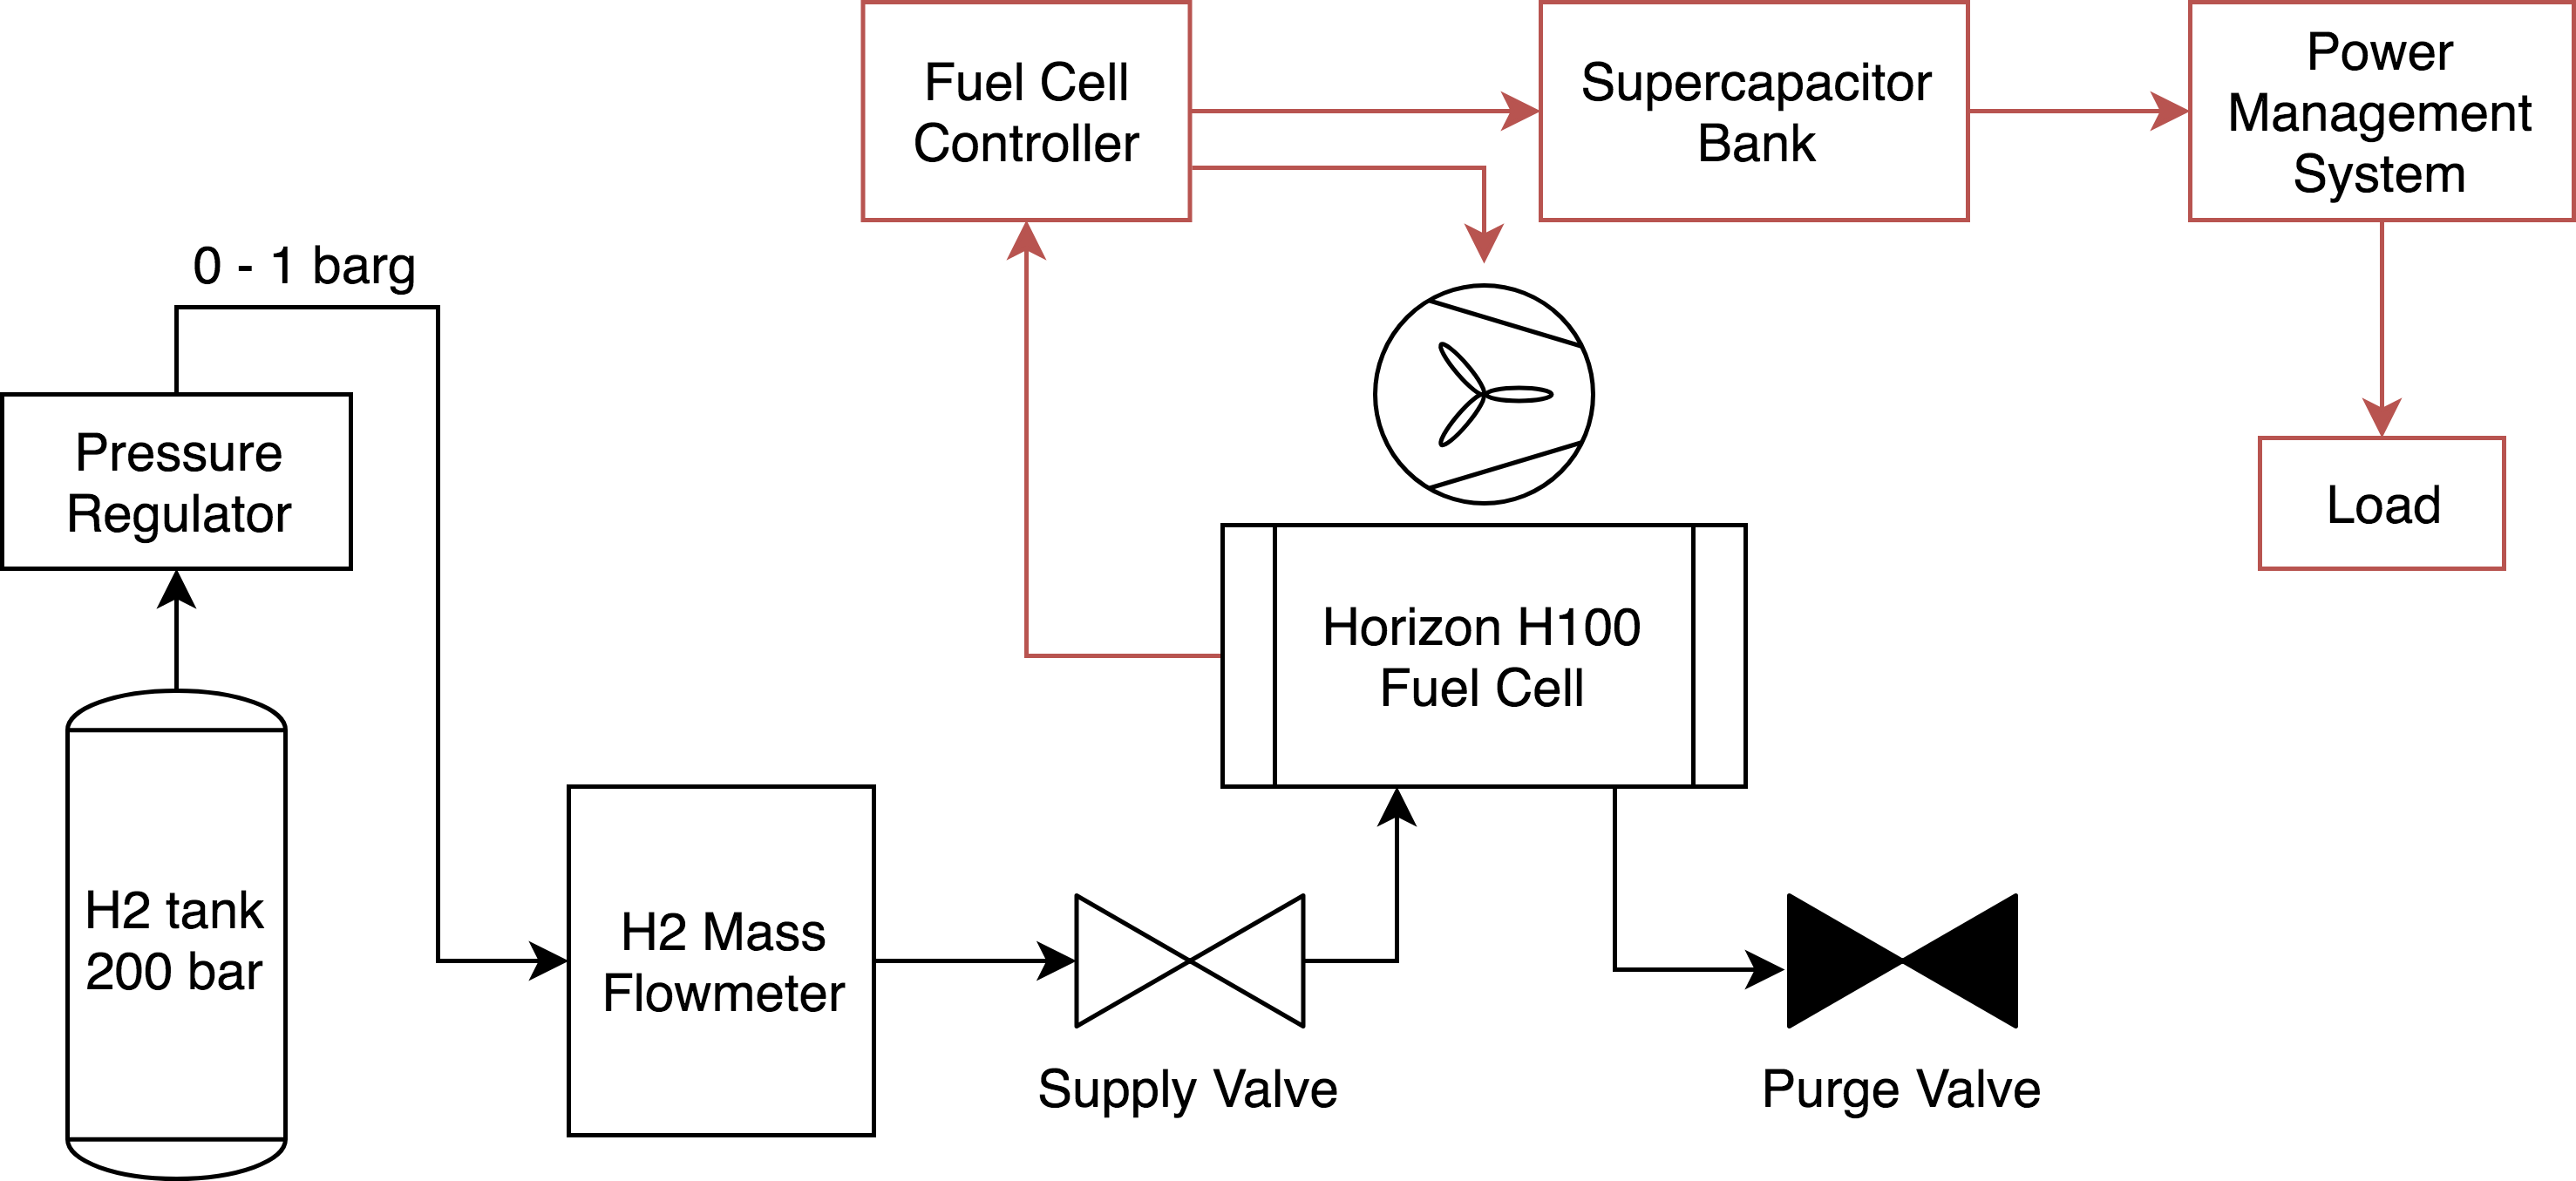 Fuel Cell
Controller
Supercapacitor
Bank
Power
Management
System
0 - 1 barg
Pressure
Regulator
Load
Horizon H100
Fuel Cell
H2 tank
200 bar
H2 Mass
Flowmeter
Supply Valve
Purge Valve